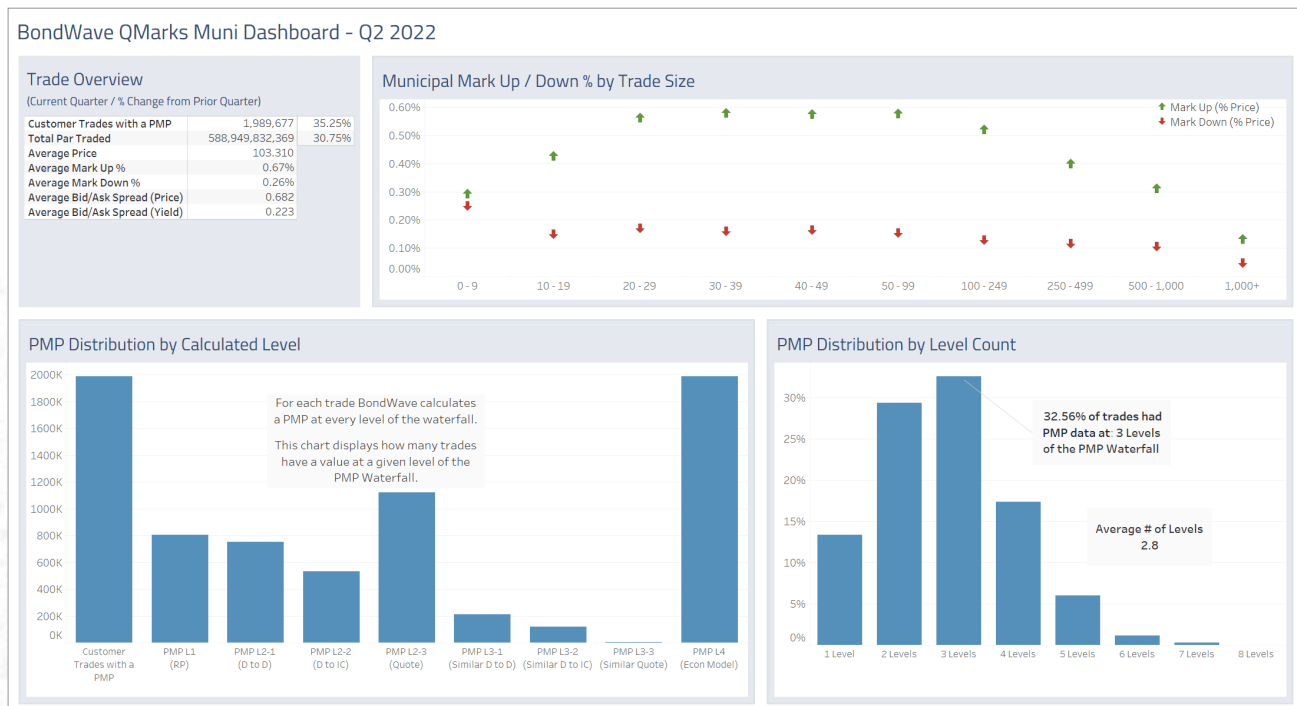 BondWave QMarks Muni Dashboard - Q2 2022
Trade Overview
(Current Quarter / % Change from Prior Quarter)
Customer Trades with a PMP 1,989,677 35.25%
Total Par Traded 588,949,832,369 30.75%
Average Price 103.310
Average Mark Up % 0.67%
Average Mark Down % 0.26%
Average Bid/Ask Spread (Price) 0.682
Average Bid/Ask Spread (Yield) 0.223
Municipal Mark Up / Down % by Trade Size
Mark Up (% Price)
Mark Down (% Price)
0.60%
0.50%
0.40%
0.30%
0.20%
0.10%
0.00%
0 - 9 10 - 19 20 - 29 30 - 39 40 - 49 50 - 99 100 - 249 250 - 499 500 - 1,000 1,000+
PMP Distribution by Calculated Level
2000K
1800K
1600K
1400K
1200K
1000K
800K
600K
400K
200K
0K
For each trade BondWave calculates
a PMP at every level of the waterfall.
This chart displays how many trades
have a value at a given level of the
PMP Waterfall.
Customer PMP L1 PMP L2-1 PMP L2-2 PMP L2-3 PMP L3-1 PMP L3-2 PMP L3-3 PMP L4
Trades with a (RP) (D to D) (D to IC) (Quote) (Similar D to D) (Similar D to IC) (Similar Quote) (Econ Model)
PMP
PMP Distribution by Level Count
30%
25%
20%
15%
10%
5%
0%
32.56% of trades had
PMP data at: 3 Levels
of the PMP Waterfall
Average # of Levels
2.8
1 Level 2 Levels 3 Levels 4 Levels 5 Levels 6 Levels 7 Levels 8 Levels